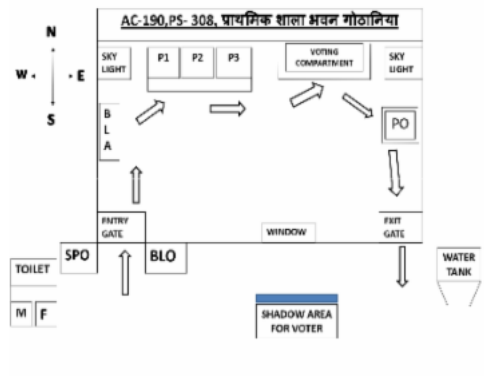 AC-190,PS- 308, प्राथमिक शाला भवन गोठानिया
N
W
E
S
SKY
LIGHT
P1
P2
P3
VOTING
COMPARTMENT
SKY
LIGHT
B
L
A
PO
ENTRY
GATE
WINDOW
EXIT
GATE
SPO
BLO
TOILET
M
F
WATER
TANK
SHADOW AREA
FOR VOTER